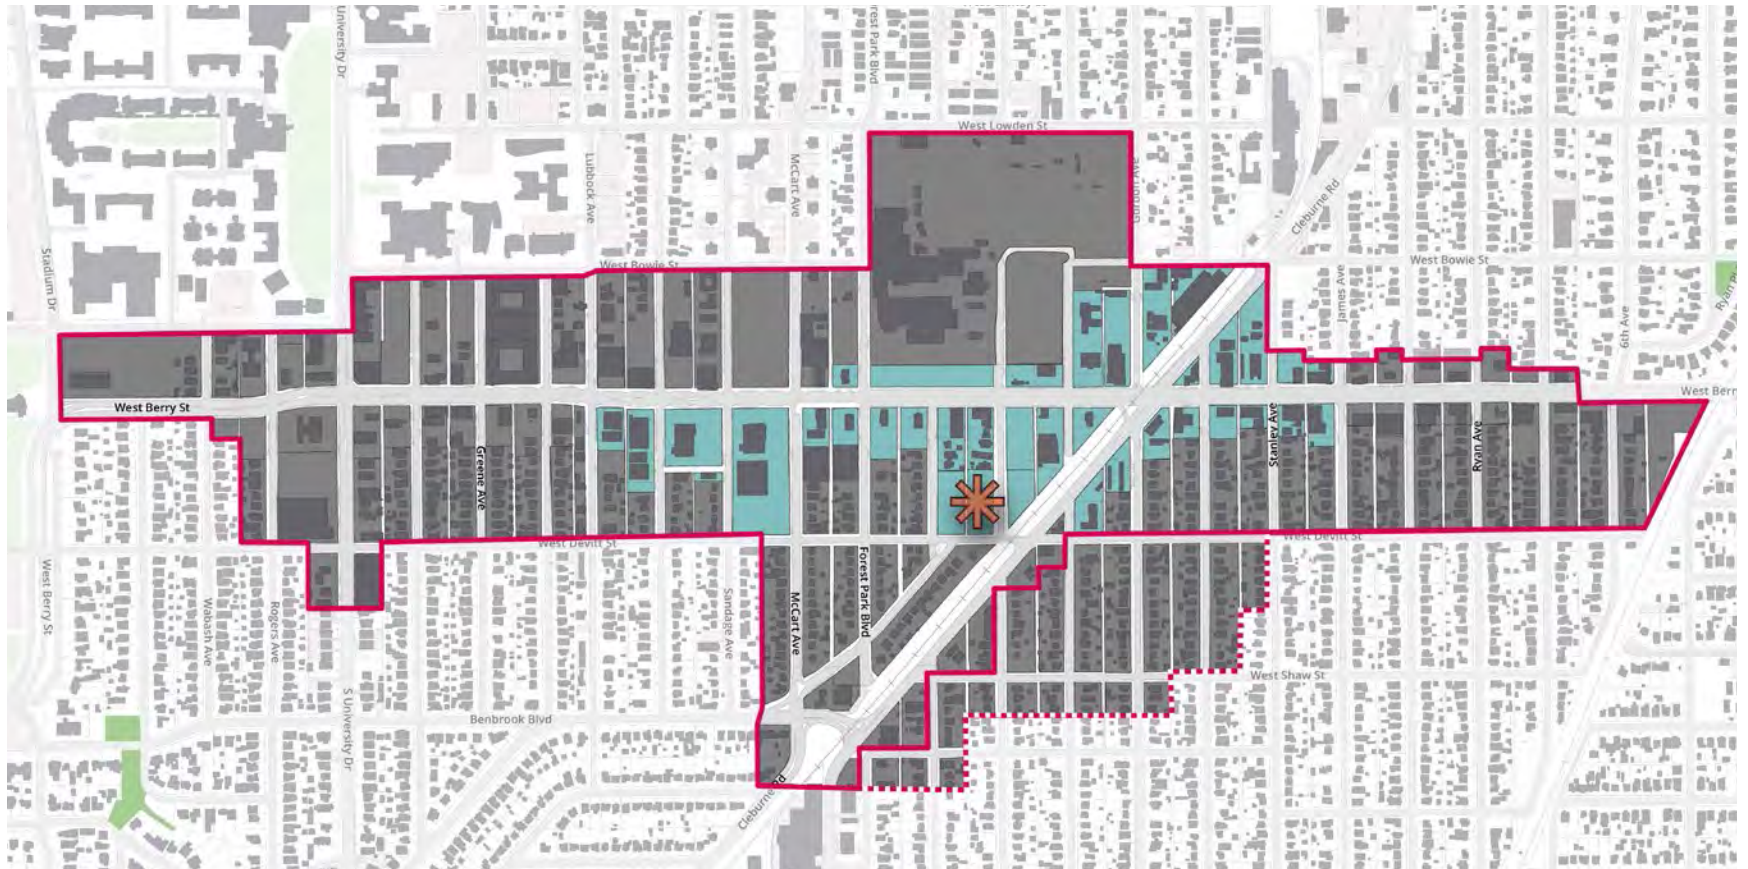 University Dr
Forest Park Blvd
West Lowden St
Lubbock Ave
McCart Ave
Cleburne Rd
Stadium Dr
West Bowie St
West Bowie St
James Ave
6th Ave
West Berry St
West Berr
Greene Ave
Stanley Ave
Ryan Ave
West Devitt St
West Devitt St
West Berry St
Wabash Ave
Rogers Ave
Sandage Ave
McCart Ave
Forest Park Blvd
West Shaw St
S University Dr
Benbrook Blvd
Cleburne Rd